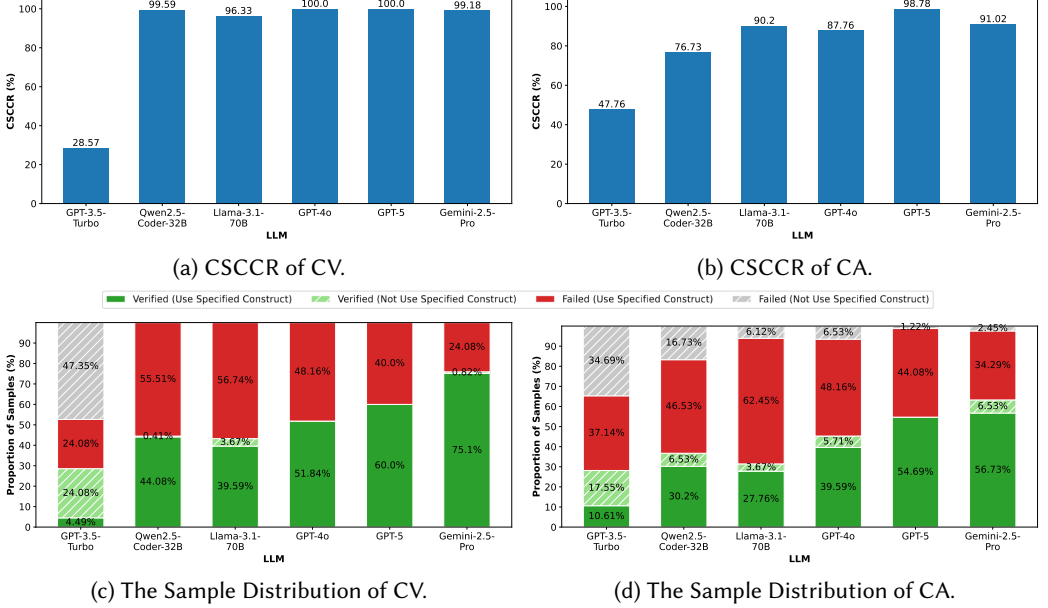 28.57
99.59
96.33
100.0
100.0
99.18
100
80
60
40
20
0
CSCCR (%)
GPT-3.5-
Turbo
Qwen2.5-
Coder-32B
Llama-3.1-
70B
GPT-4o
GPT-5
Gemini-2.5-
Pro
LLM
(a) CSCCR of CV.
47.76
76.73
90.2
87.76
98.78
91.02
100
80
60
40
20
0
CSCCR (%)
GPT-3.5-
Turbo
Qwen2.5-
Coder-32B
Llama-3.1-
70B
GPT-4o
GPT-5
Gemini-2.5-
Pro
LLM
(b) CSCCR of CA.
Verified (Use Specified Construct)
Verified (Not Use Specified Construct)
Failed (Use Specified Construct)
Failed (Not Use Specified Construct)
90
80
70
60
50
40
30
20
10
0
Proportion of Samples (%)
47.35%
24.08%
24.08%
4.49%
55.51%
0.41%
44.08%
56.74%
3.67%
39.59%
48.16%
51.84%
40.0%
60.0%
24.08%
0.82%
75.1%
GPT-3.5-
Turbo
Qwen2.5-
Coder-32B
Llama-3.1-
70B
GPT-4o
GPT-5
Gemini-2.5-
Pro
LLM
(c) The Sample Distribution of CV.
90
80
70
60
50
40
30
20
10
0
Proportion of Samples (%)
34.69%
37.14%
17.55%
10.61%
16.73%
46.53%
6.53%
30.2%
6.12%
62.45%
3.67%
27.76%
6.53%
48.16%
5.71%
39.59%
1.22%
44.08%
54.69%
2.45%
34.29%
6.53%
56.73%
GPT-3.5-
Turbo
Qwen2.5-
Coder-32B
Llama-3.1-
70B
GPT-4o
GPT-5
Gemini-2.5-
Pro
LLM
(d) The Sample Distribution of CA.